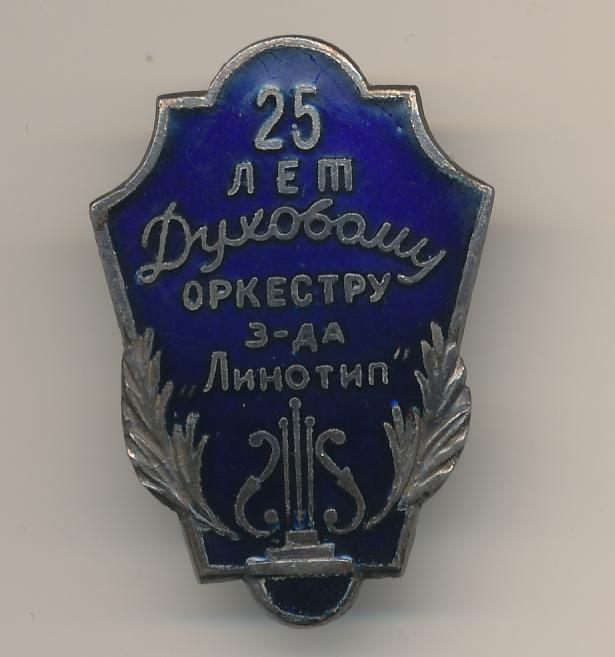 25
ЛЕТ
Духовому
ОРКЕСТРУ
З-ДА
"Линотип"